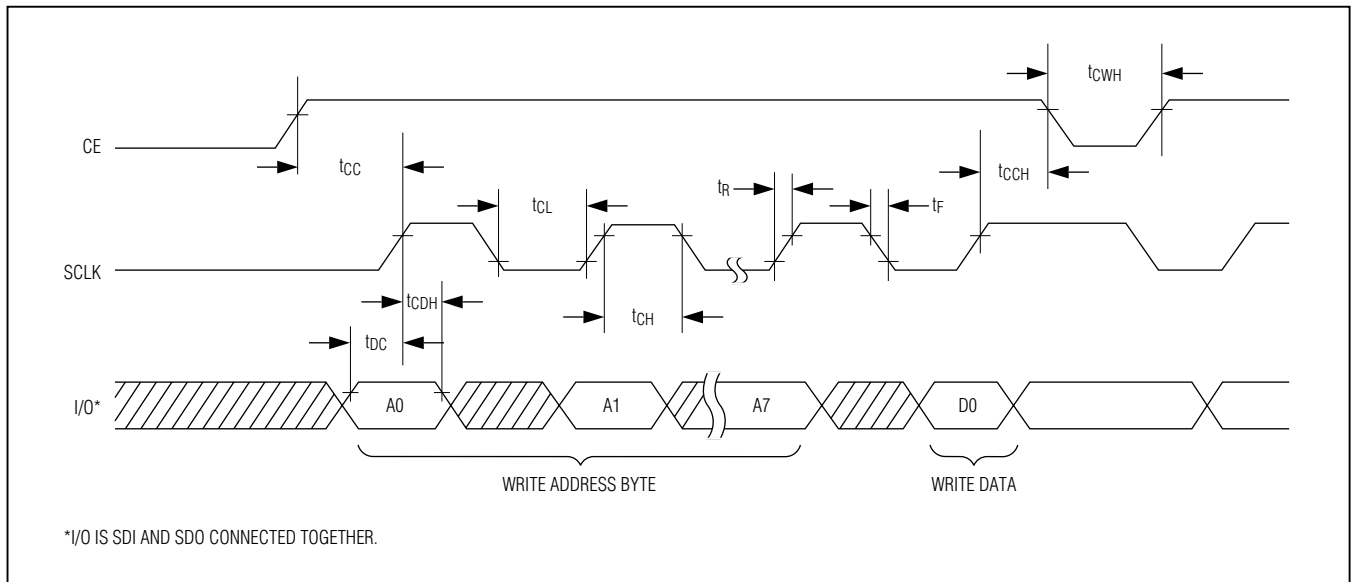 tCWH
CE
tCC
tCCH
tR
tCL
tF
SCLK
tCDH
tCH
tDC
I/O*
A0
A1
A7
D0
WRITE ADDRESS BYTE
WRITE DATA
*I/O IS SDI AND SDO CONNECTED TOGETHER.